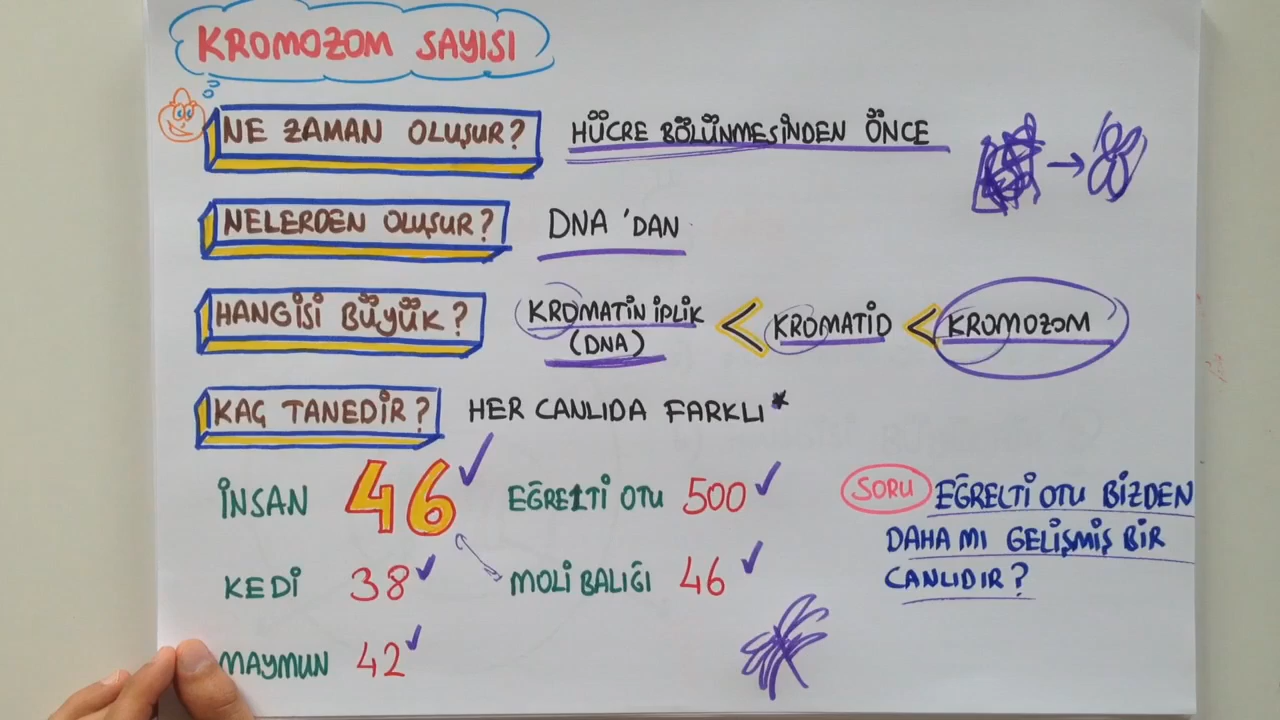 KROMOZOM SAYISI
NE ZAMAN OLUŞUR? HÜCRE BÖLÜNMESİNDEN ÖNCE
NELERDEN OLUŞUR? DNA 'DAN
HANGİSİ BÜYÜK? KROMATİN İPLİK < KROMATİD < KROMOZOM
(DNA)
KAÇ TANEDİR? HER CANLIDA FARKLI *
İNSAN 46 EĞRELTİ OTU 500
KEDİ 38 MOLİ BALIĞI 46
MAYMUN 42
SORU EĞRELTİ OTU BİZDEN
DAHA MI GELİŞMİŞ BİR
CANLIDIR?